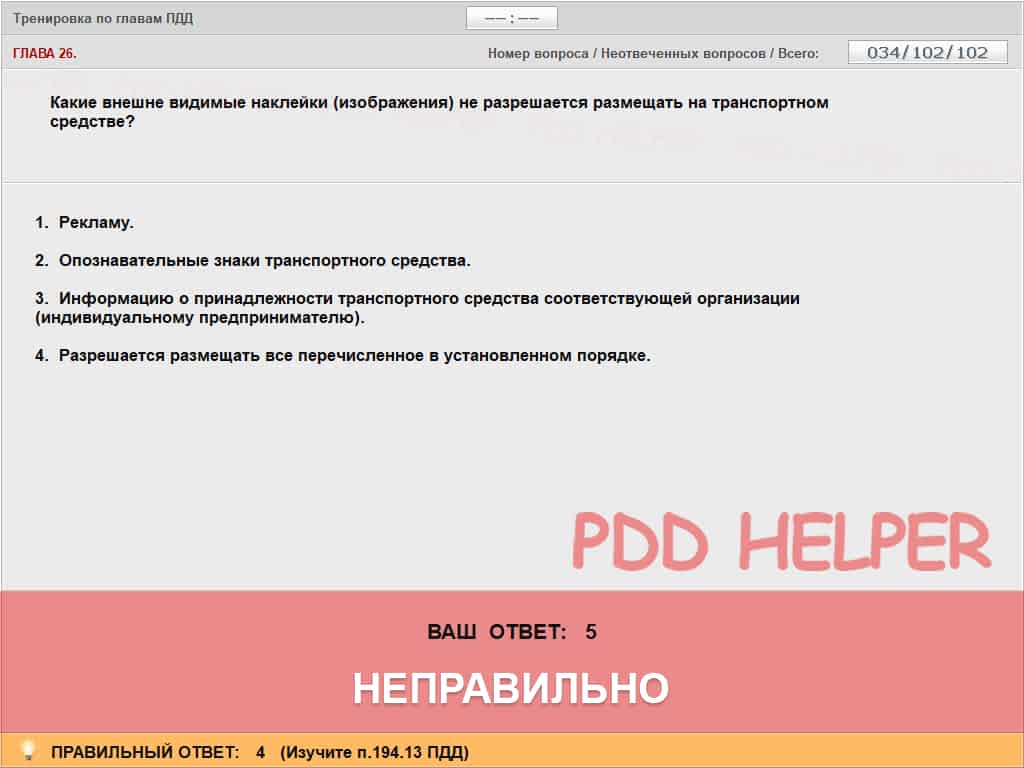 Тренировка по главам ПДД
—— : ——
ГЛАВА 26.
Номер вопроса / Неотвеченных вопросов / Всего:
034/102/102
Какие внешне видимые наклейки (изображения) не разрешается размещать на транспортном
средстве?
1. Рекламу.
2. Опознавательные знаки транспортного средства.
3. Информацию о принадлежности транспортного средства соответствующей организации
(индивидуальному предпринимателю).
4. Разрешается размещать все перечисленное в установленном порядке.
PDD HELPER
ВАШ ОТВЕТ: 5
НЕПРАВИЛЬНО
ПРАВИЛЬНЫЙ ОТВЕТ: 4 (Изучите п.194.13 ПДД)